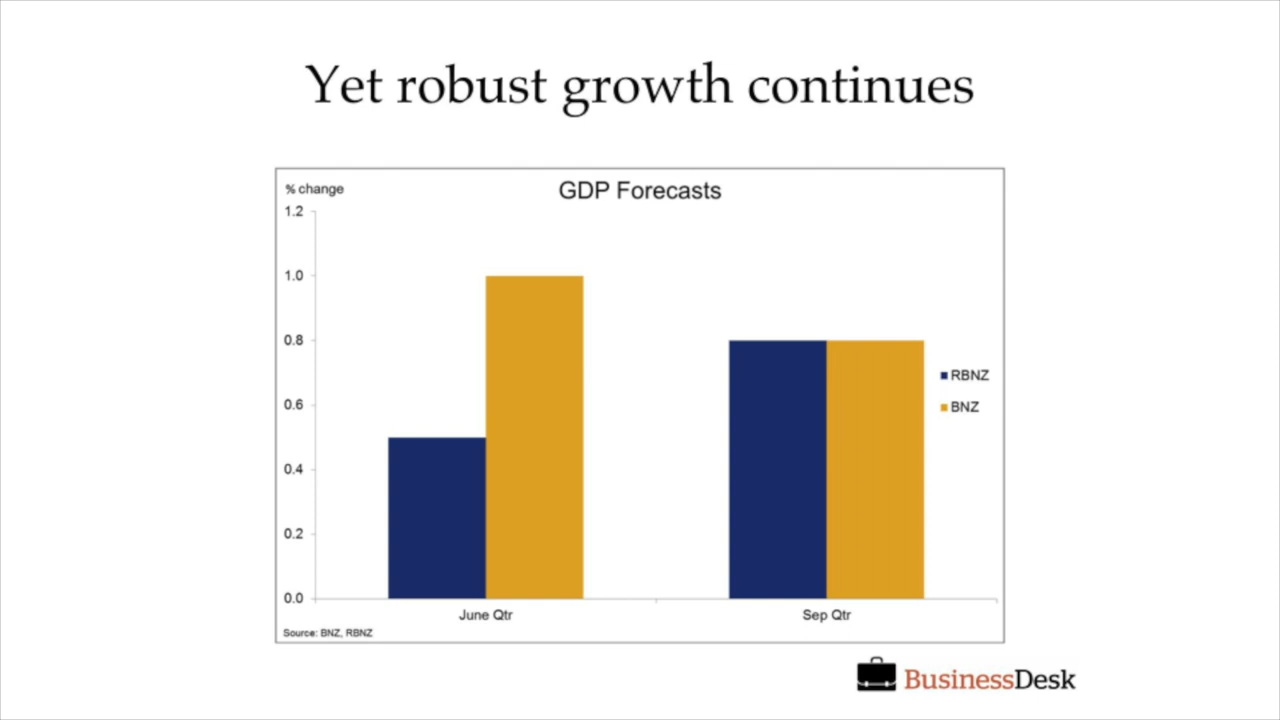 Yet robust growth continues
GDP Forecasts
% change
1.2
1.0
0.8
0.6
0.4
0.2
0.0
June Qtr
Sep Qtr
RBNZ
BNZ
Source: BNZ, RBNZ
BusinessDesk